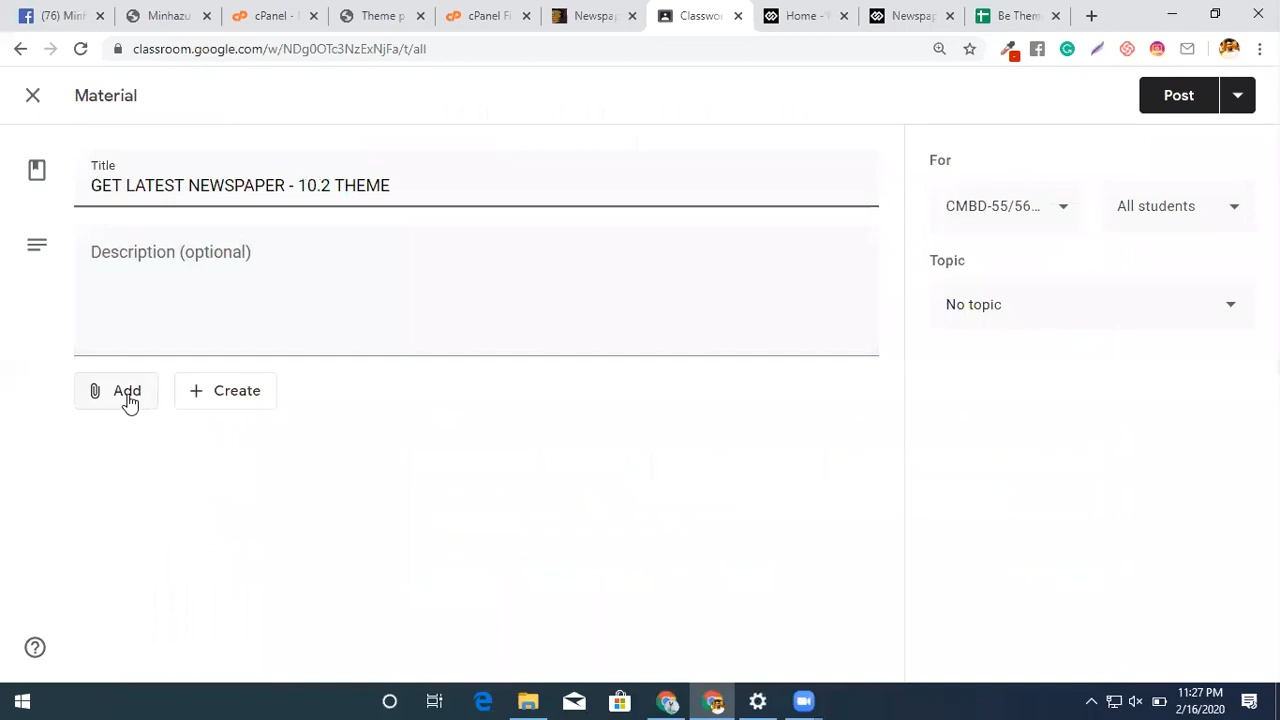 (76) Minh
Minhazu
cPanel -
Theme p
cPanel Fi
Newspap
Classwo
Home -
Newspap
Be Them
classroom.google.com/w/NDg0OTc3NzExNjFa/t/all
Material
Post
Title
GET LATEST NEWSPAPER - 10.2 THEME
Description (optional)
Add
Create
For
CMBD-55/56...
All students
Topic
No topic
11:27 PM
2/16/2020